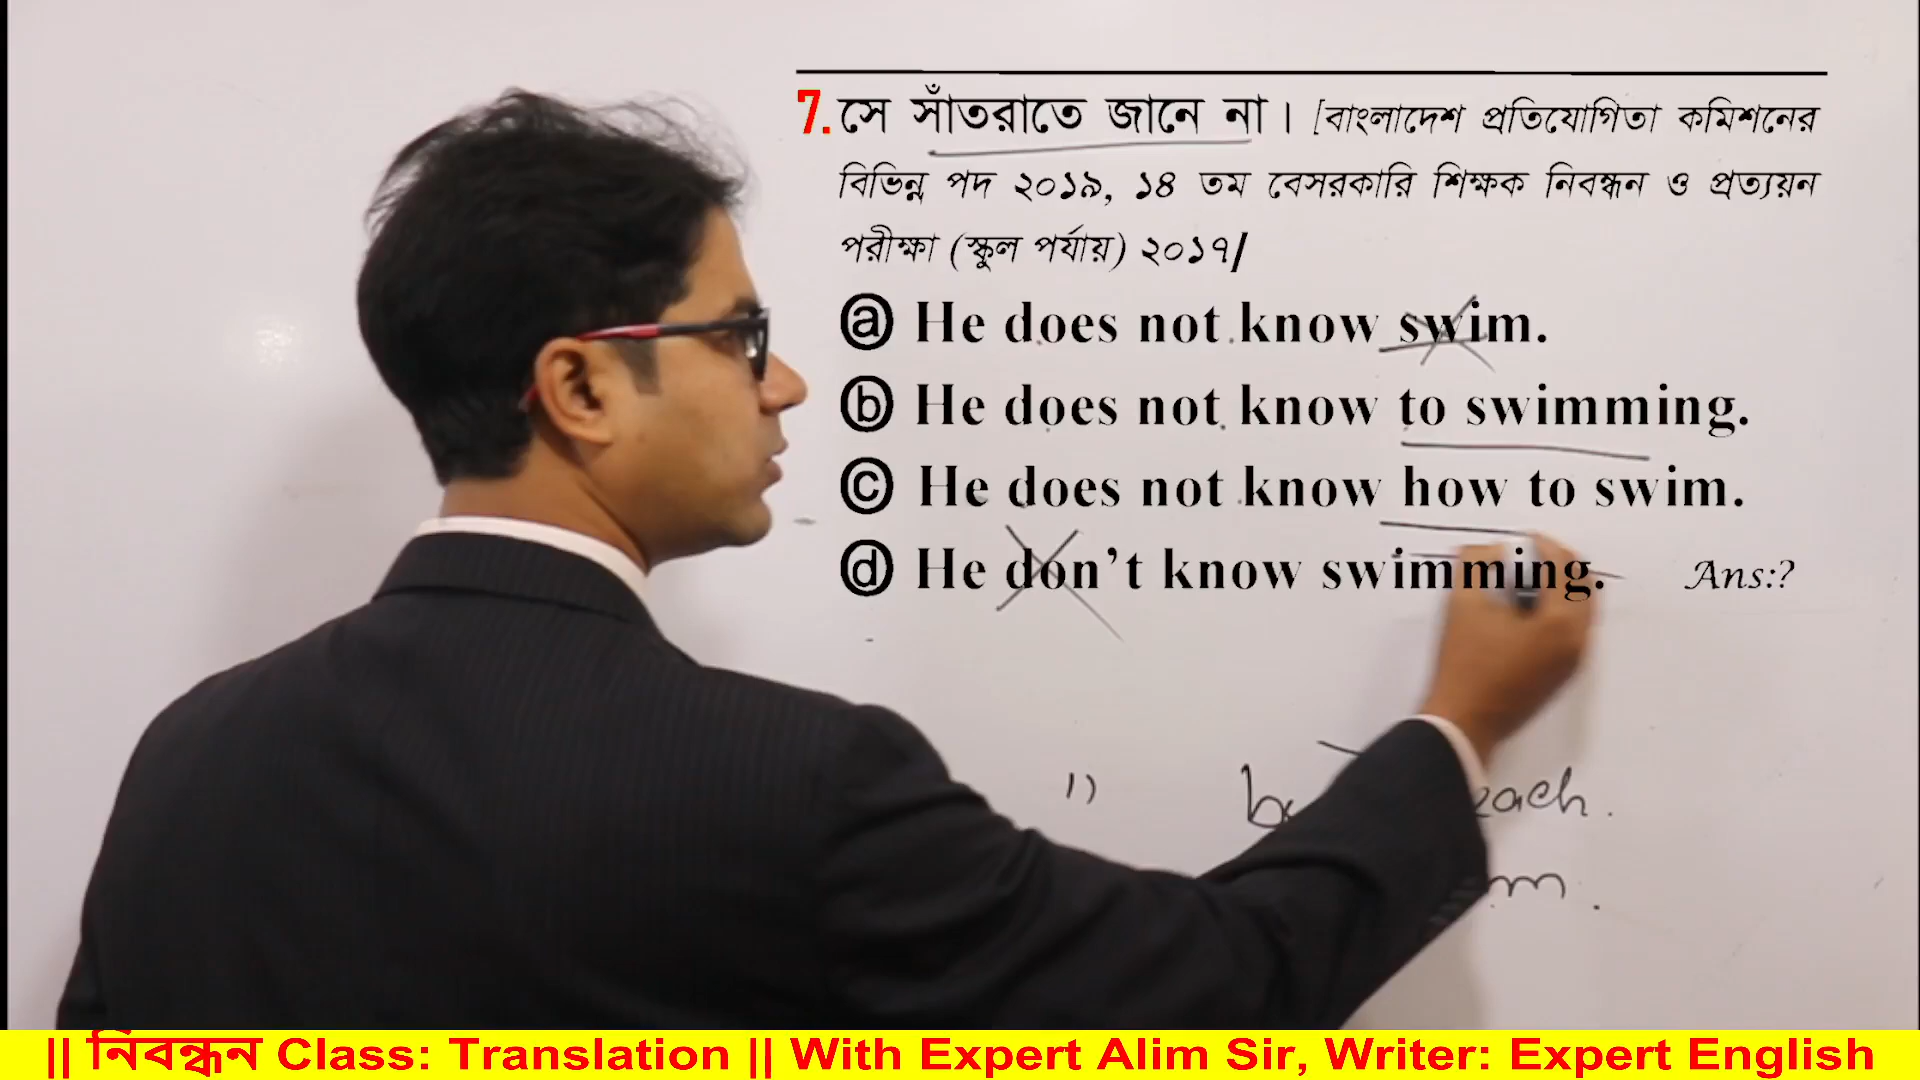 7. সে সাঁতরাতে জানে না। [বাংলাদেশ প্রতিযোগিতা কমিশনের
বিভিন্ন পদ ২০১৯, ১৪ তম বেসরকারি শিক্ষক নিবন্ধন ও প্রত্যয়ন
পরীক্ষা (স্কুল পর্যায়) ২০১৭]
ⓐ He does not know swim.
ⓑ He does not know to swimming.
ⓒ He does not know how to swim.
ⓓ He don’t know swimming. Ans:?
|| নিবন্ধন Class: Translation || With Expert Alim Sir, Writer: Expert English